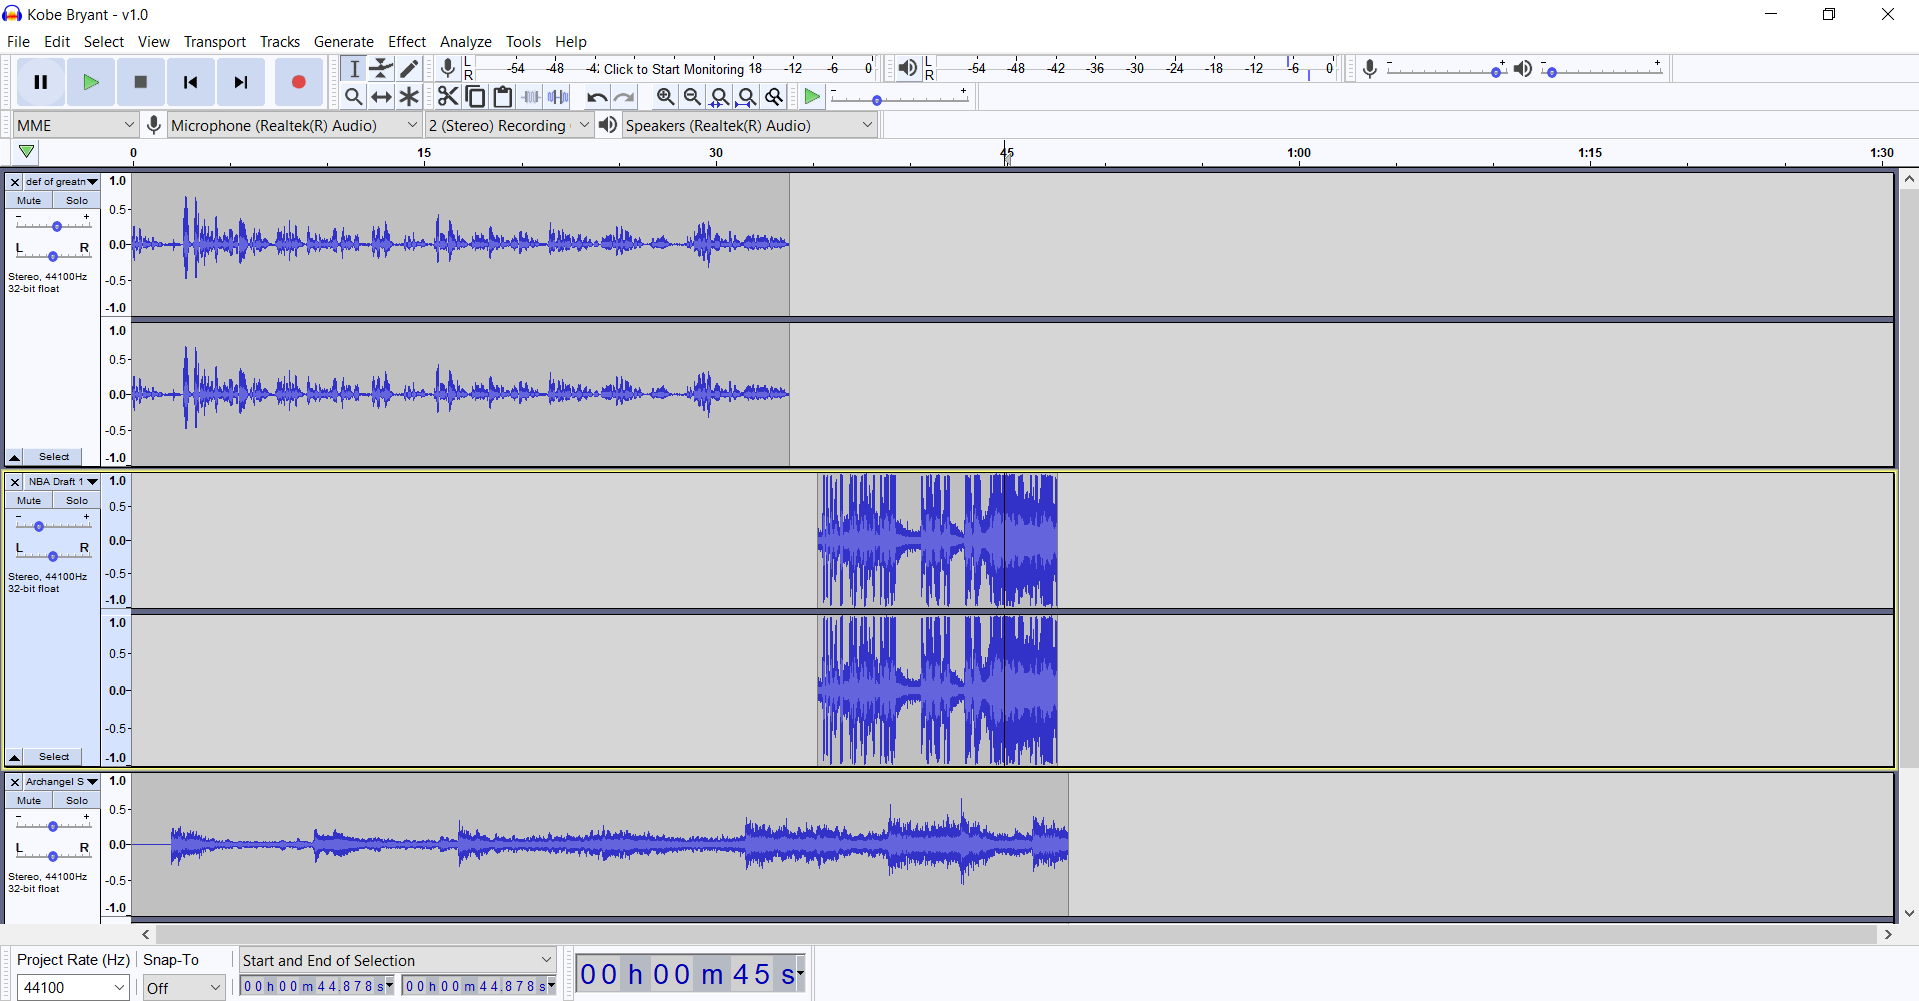 Kobe Bryant - v1.0
File Edit Select View Transport Tracks Generate Effect Analyze Tools Help
L R -54 -48 -4 Click to Start Monitoring 18 -12 -6 0
L R -54 -48 -42 -36 -30 -24 -18 -12 -6 0
MME Microphone (Realtek(R) Audio) 2 (Stereo) Recording Speakers (Realtek(R) Audio)
0 15 30 45 1:00 1:15 1:30
def of greatn
Mute Solo
- +
L R
Stereo, 44100Hz
32-bit float
Select
1.0
0.5
0.0
-0.5
-1.0
1.0
0.5
0.0
-0.5
-1.0
NBA Draft 1
Mute Solo
- +
L R
Stereo, 44100Hz
32-bit float
Select
1.0
0.5
0.0
-0.5
-1.0
1.0
0.5
0.0
-0.5
-1.0
Archangel S
Mute Solo
- +
L R
Stereo, 44100Hz
32-bit float
1.0
0.5
0.0
-0.5
-1.0
Project Rate (Hz) Snap-To Start and End of Selection
44100 Off 00 h 00 m 44.878 s 00 h 00 m 44.878 s
00 h 00 m 45 s